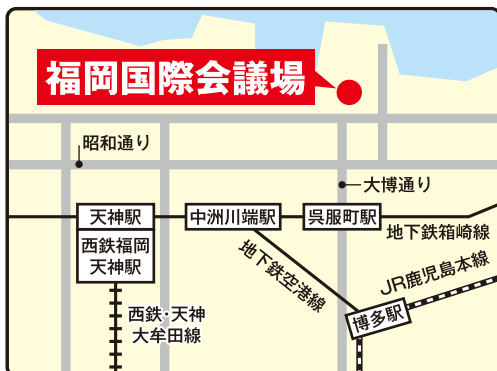 福岡国際会議場
昭和通り
大博通り
天神駅
中洲川端駅
呉服町駅
地下鉄箱崎線
西鉄福岡
天神駅
地下鉄空港線
JR鹿児島本線
西鉄・天神
大牟田線
博多駅